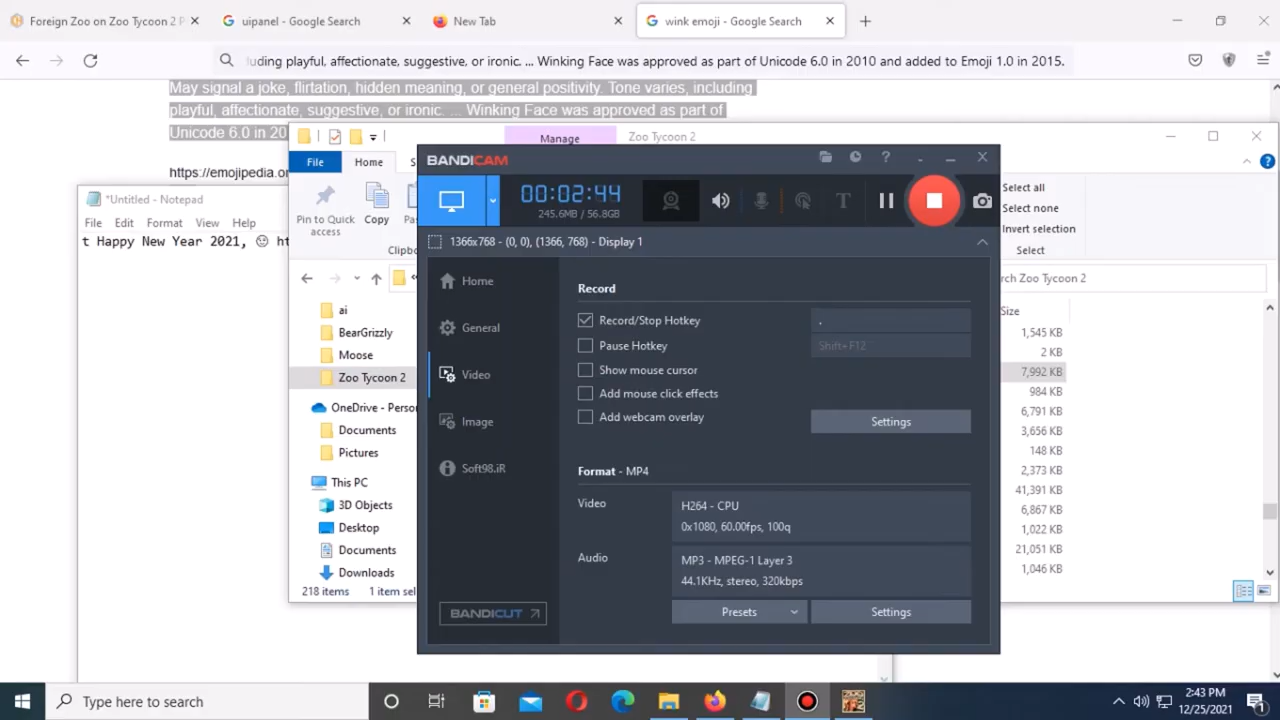 Foreign Zoo on Zoo Tycoon 2 P
uipanel - Google Search
New Tab
wink emoji - Google Search
uding playful, affectionate, suggestive, or ironic. ... Winking Face was approved as part of Unicode 6.0 in 2010 and added to Emoji 1.0 in 2015.
May signal a joke, flirtation, hidden meaning, or general positivity. Tone varies, including
playful, affectionate, suggestive, or ironic. ... Winking Face was approved as part of
Unicode 6.0 in 20
https://emojipedia.or
Manage
Zoo Tycoon 2
File
Home
S
Pin to Quick
access
Copy
Pas
Clipbo
Select all
Select none
Invert selection
Select
*Untitled - Notepad
File Edit Format View Help
t Happy New Year 2021, 😉 ht
rch Zoo Tycoon 2
ai
BearGrizzly
Moose
Zoo Tycoon 2
OneDrive - Person
Documents
Pictures
This PC
3D Objects
Desktop
Documents
Downloads
218 items
1 item sel
Size
1,545 KB
2 KB
7,992 KB
984 KB
6,791 KB
3,656 KB
148 KB
2,373 KB
41,391 KB
6,867 KB
1,022 KB
21,051 KB
1,046 KB
BANDICAM
00:02:44
245.6MB / 56.8GB
1366x768 - (0, 0), (1366, 768) - Display 1
Home
General
Video
Image
Soft98.iR
BANDICUT
Record
Record/Stop Hotkey
.
Pause Hotkey
Shift+F12
Show mouse cursor
Add mouse click effects
Add webcam overlay
Settings
Format - MP4
Video
H264 - CPU
0x1080, 60.00fps, 100q
Audio
MP3 - MPEG-1 Layer 3
44.1KHz, stereo, 320kbps
Presets
Settings
Type here to search
2:43 PM
12/25/2021
1